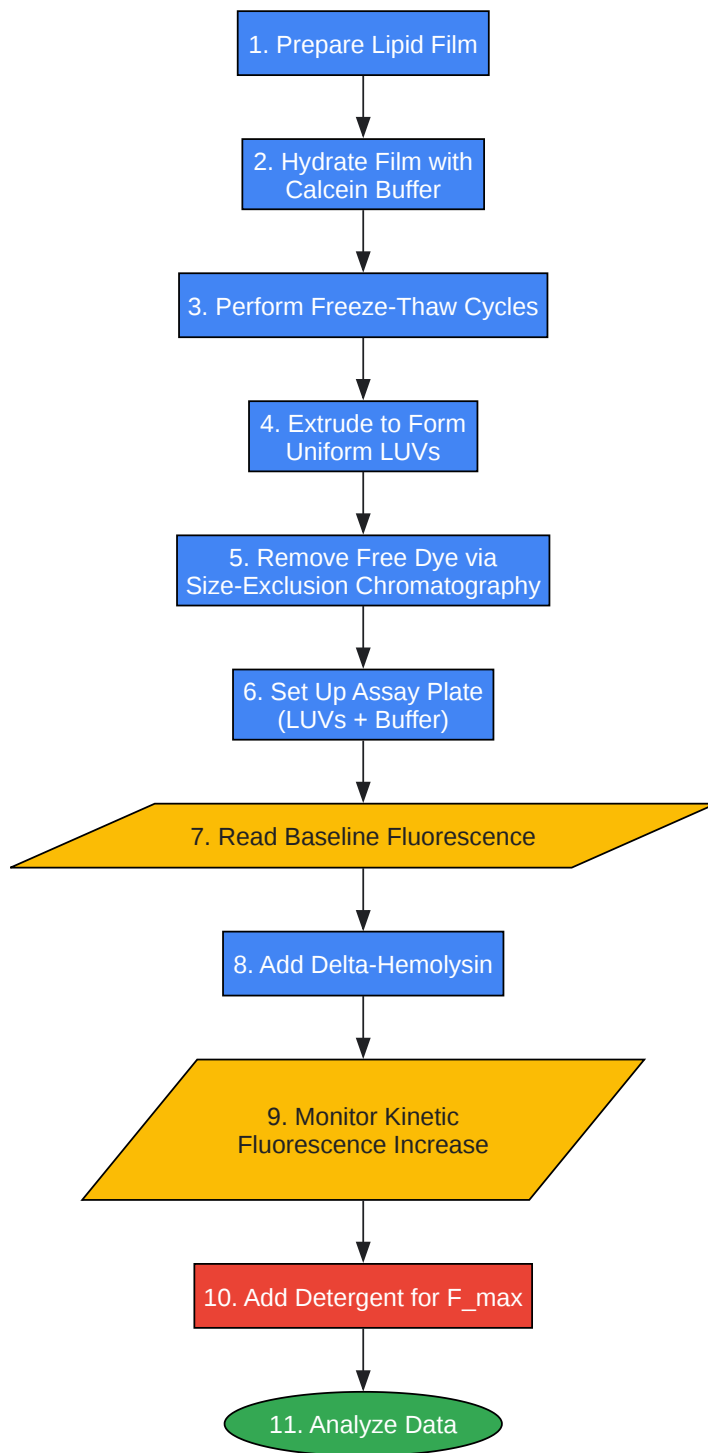 1. Prepare Lipid Film
2. Hydrate Film with
Calcein Buffer
3. Perform Freeze-Thaw Cycles
4. Extrude to Form
Uniform LUVs
5. Remove Free Dye via
Size-Exclusion Chromatography
6. Set Up Assay Plate
(LUVs + Buffer)
7. Read Baseline Fluorescence
8. Add Delta-Hemolysin
9. Monitor Kinetic
Fluorescence Increase
10. Add Detergent for F_max
11. Analyze Data